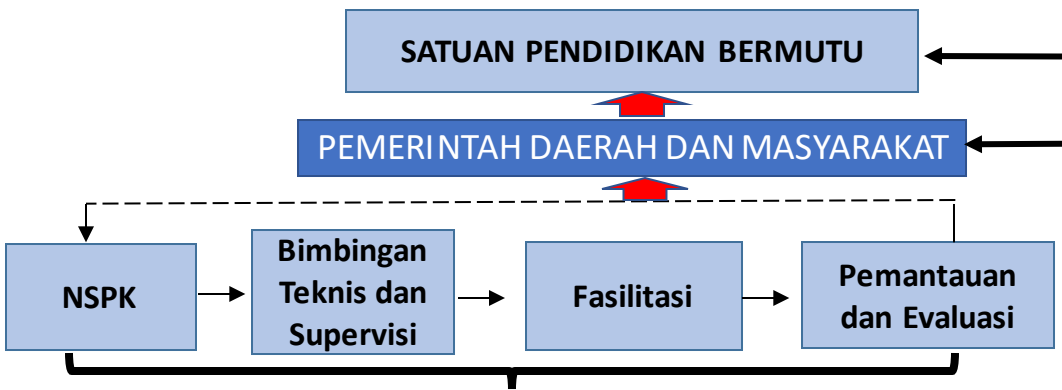 SATUAN PENDIDIKAN BERMUTU
PEMERINTAH DAERAH DAN MASYARAKAT
NSPK
Bimbingan
Teknis dan
Supervisi
Fasilitasi
Pemantauan
dan Evaluasi